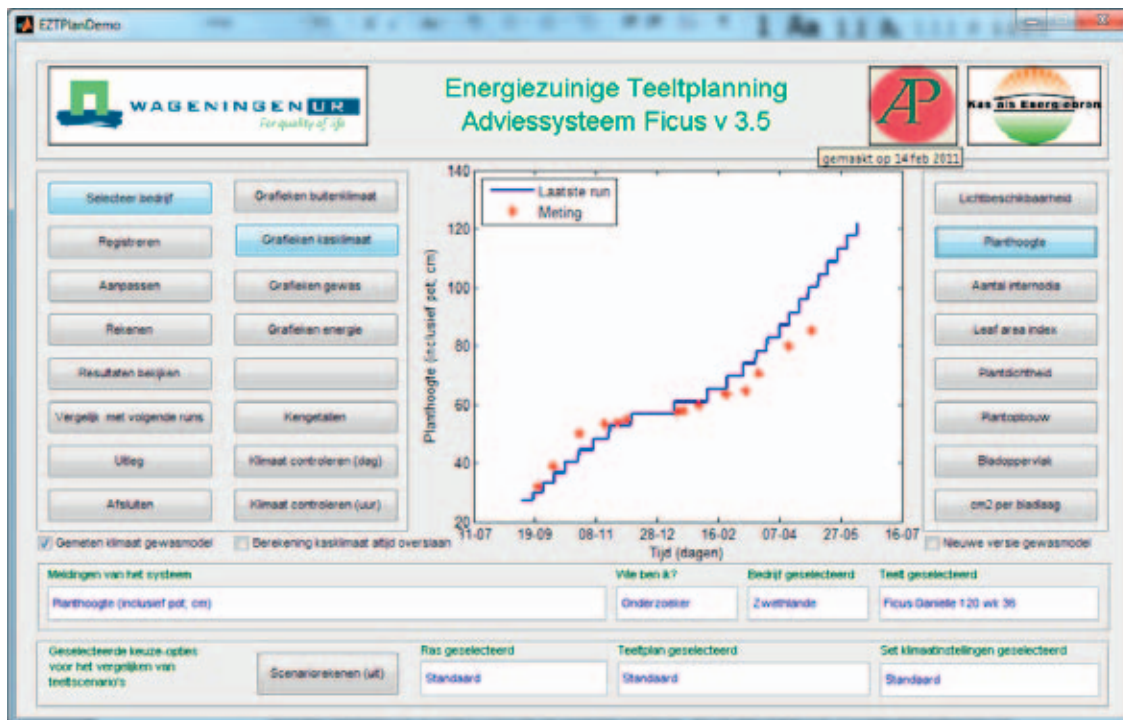 EZTPlanDemo
WAGENINGEN UR
For quality of life
Energiezuinige Teeltplanning
Adviessysteem Ficus v 3.5
AP
Kas als Energiebron
gemaakt op 14 feb 2011
Selecteer bedrijf
Registreren
Aanpassen
Rekenen
Resultaten bekijken
Vergelijk met volgende runs
Uitleg
Afsluiten
Grafieken buitenklimaat
Grafieken kasklimaat
Grafieken gewas
Grafieken energie
Kengetallen
Klimaat controleren (dag)
Klimaat controleren (uur)
Planthoogte (inclusief pot, cm)
140
120
100
80
60
40
20
Laatste run
Meting
11-07 19-09 08-11 28-12 16-02 07-04 27-05 16-07
Tijd (dagen)
Lichtbeschikbaarheid
Planthoogte
Aantal internodia
Leaf area index
Plantdichtheid
Plantopbouw
Bladoppervlak
cm2 per bladlaag
Gemeten klimaat gewasmodel
Berekening kasklimaat altijd overslaan
Nieuwe versie gewasmodel
Meldingen van het systeem
Planthoogte (inclusief pot, cm)
Wie ben ik?
Onderzoeker
Bedrijf geselecteerd
Zwethlande
Teelt geselecteerd
Ficus Danielle 120 wk 36
Geselecteerde keuze-opties
voor het vergelijken van
teeltscenario's
Scenariorekenen (uit)
Ras geselecteerd
Standaard
Teeltplan geselecteerd
Standaard
Set klimaatinstellingen geselecteerd
Standaard